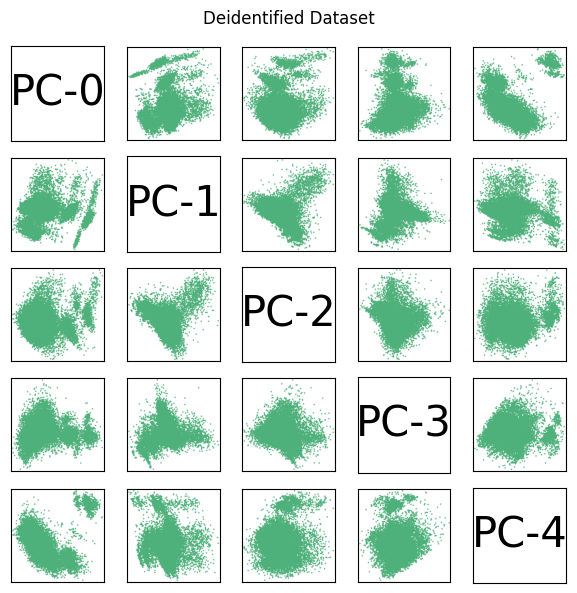 Deidentified Dataset
PC-0
PC-1
PC-2
PC-3
PC-4